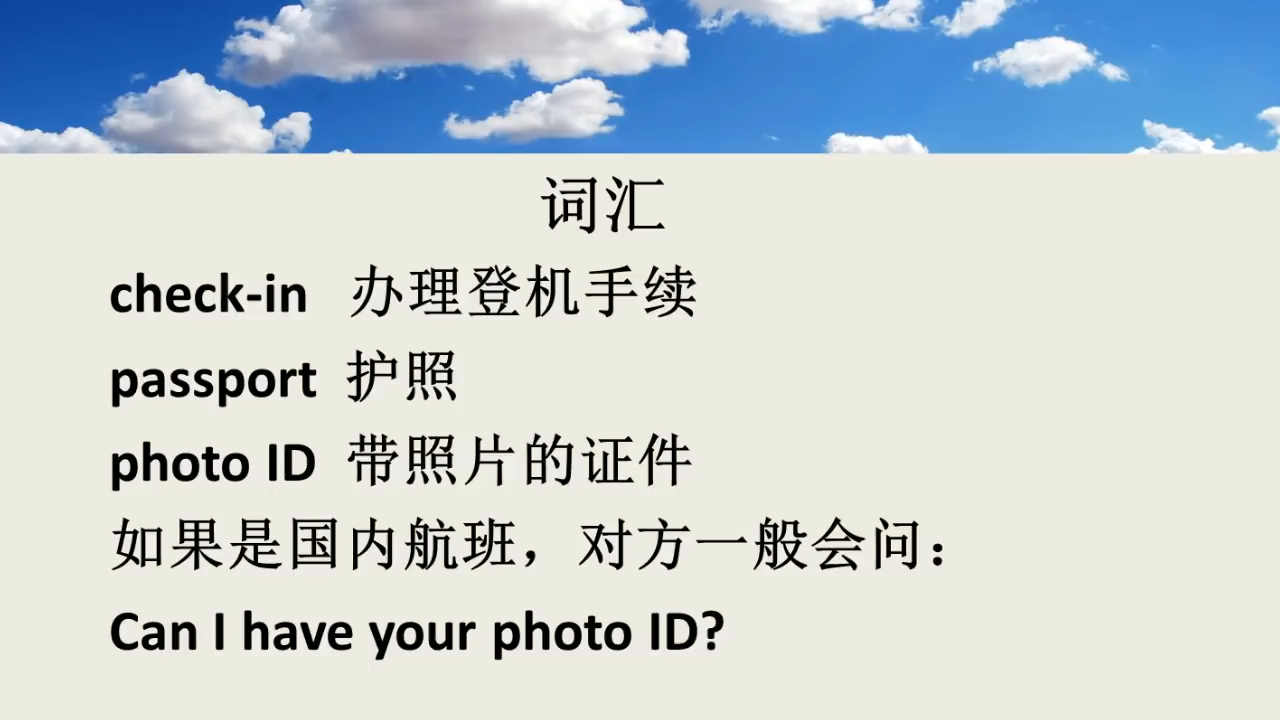 词汇
check-in 办理登机手续
passport 护照
photo ID 带照片的证件
如果是国内航班，对方一般会问：
Can I have your photo ID?